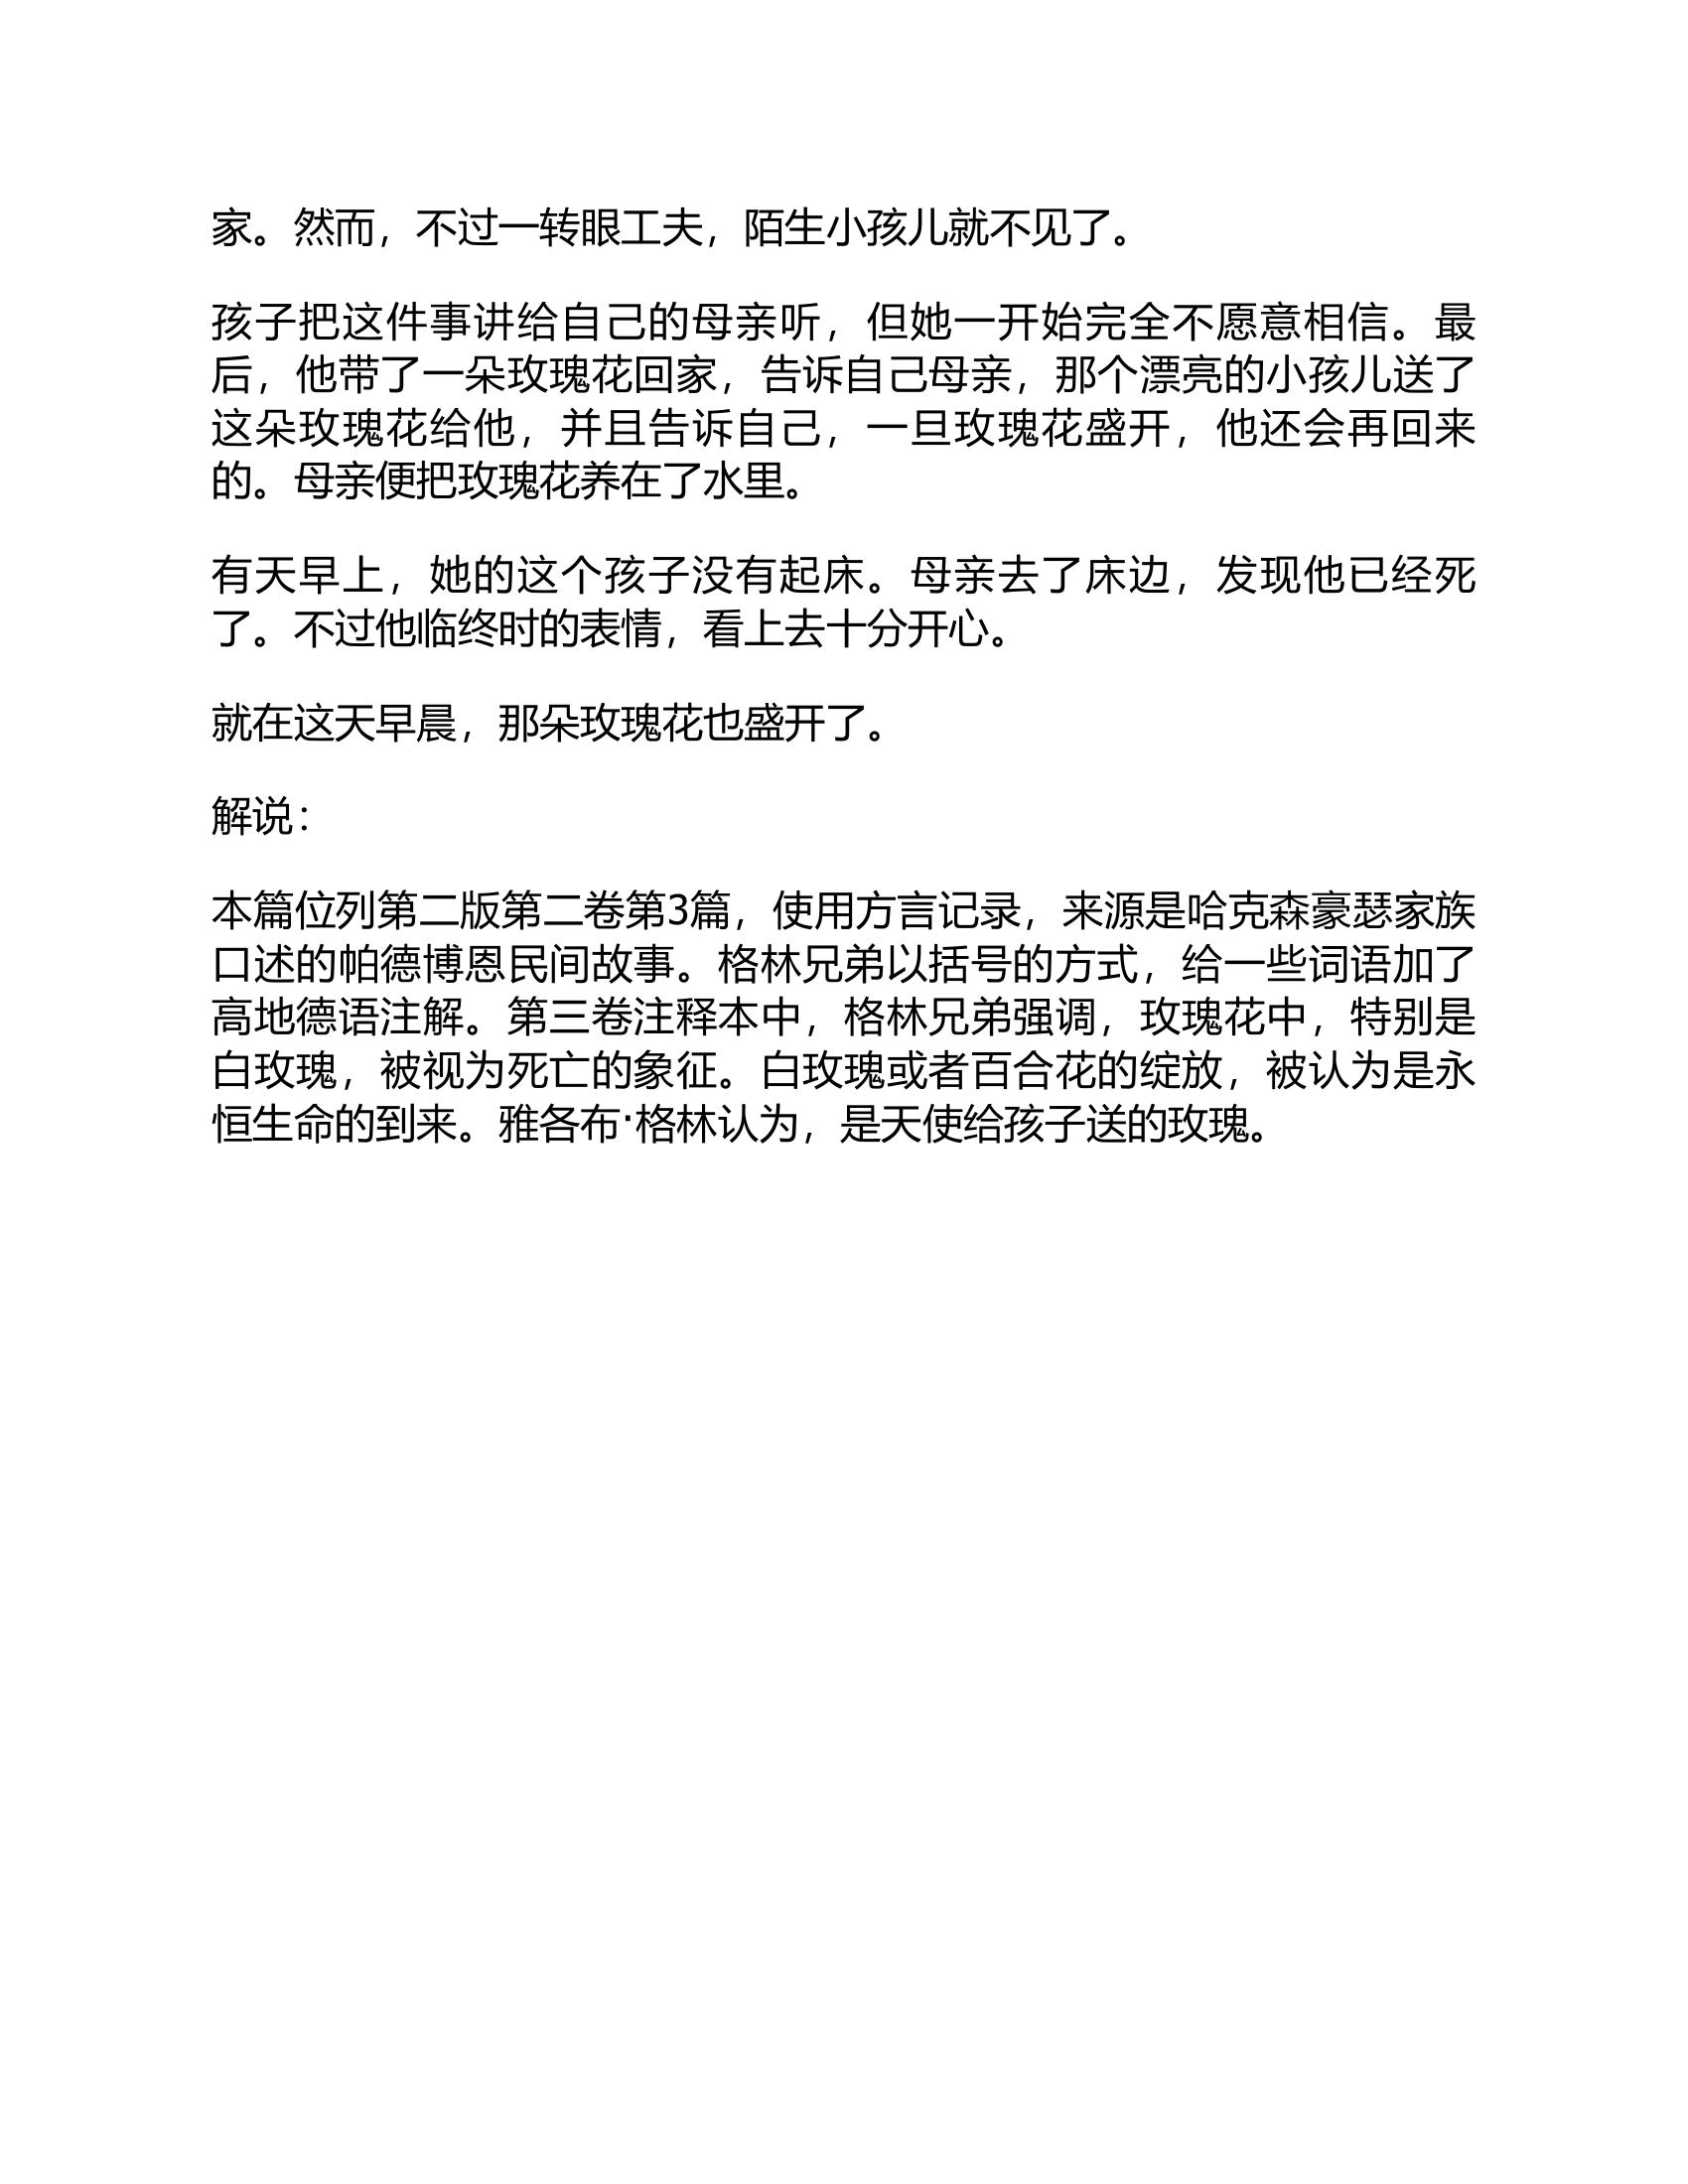 家。然而，不过一转眼工夫，陌生小孩儿就不见了。
孩子把这件事讲给自己的母亲听，但她一开始完全不愿意相信。最
后，他带了一朵玫瑰花回家，告诉自己母亲，那个漂亮的小孩儿送了
这朵玫瑰花给他，并且告诉自己，一旦玫瑰花盛开，他还会再回来
的。母亲便把玫瑰花养在了水里。
有天早上，她的这个孩子没有起床。母亲去了床边，发现他已经死
了。不过他临终时的表情，看上去十分开心。
就在这天早晨，那朵玫瑰花也盛开了。
解说：
本篇位列第二版第二卷第3篇，使用方言记录，来源是哈克森豪瑟家族
口述的帕德博恩民间故事。格林兄弟以括号的方式，给一些词语加了
高地德语注解。第三卷注释本中，格林兄弟强调，玫瑰花中，特别是
白玫瑰，被视为死亡的象征。白玫瑰或者百合花的绽放，被认为是永
恒生命的到来。雅各布·格林认为，是天使给孩子送的玫瑰。